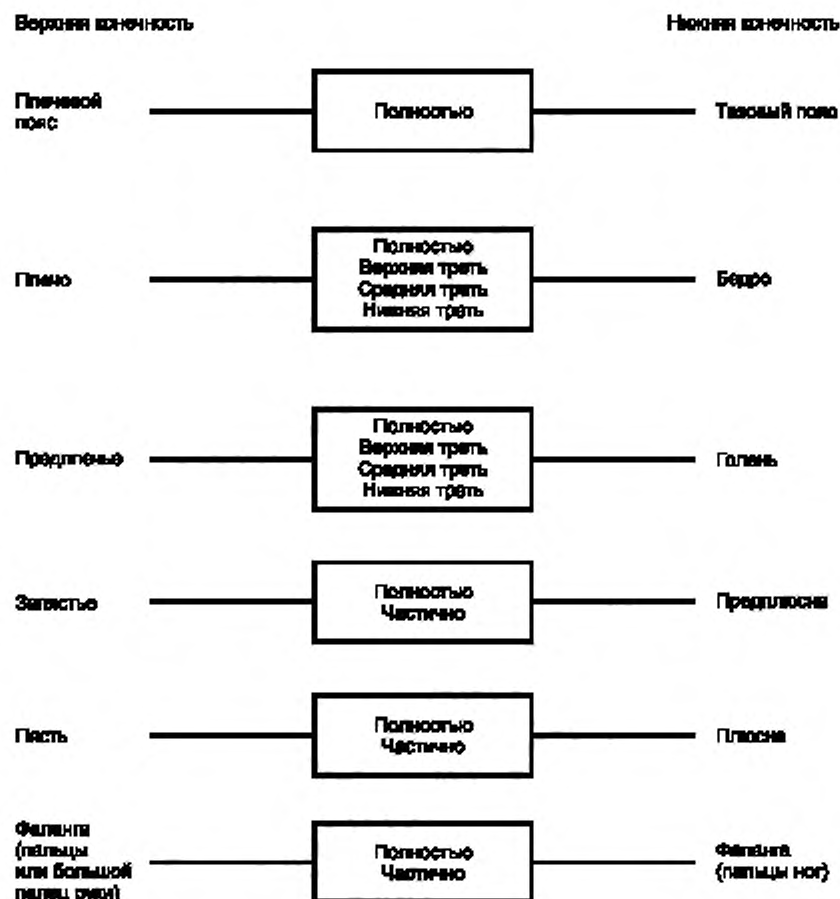 Верхняя конечность
Нижняя конечность
Плечевой
пояс
Полностью
Тазовый пояс
Плечо
Полностью
Верхняя треть
Средняя треть
Нижняя треть
Бедро
Предплечье
Полностью
Верхняя треть
Средняя треть
Нижняя треть
Голень
Запястье
Полностью
Частично
Предплюсна
Пясть
Полностью
Частично
Плюсна
Фаланга
(пальцы
или большой
палец руки)
Полностью
Частично
Фаланга
(пальцы ног)